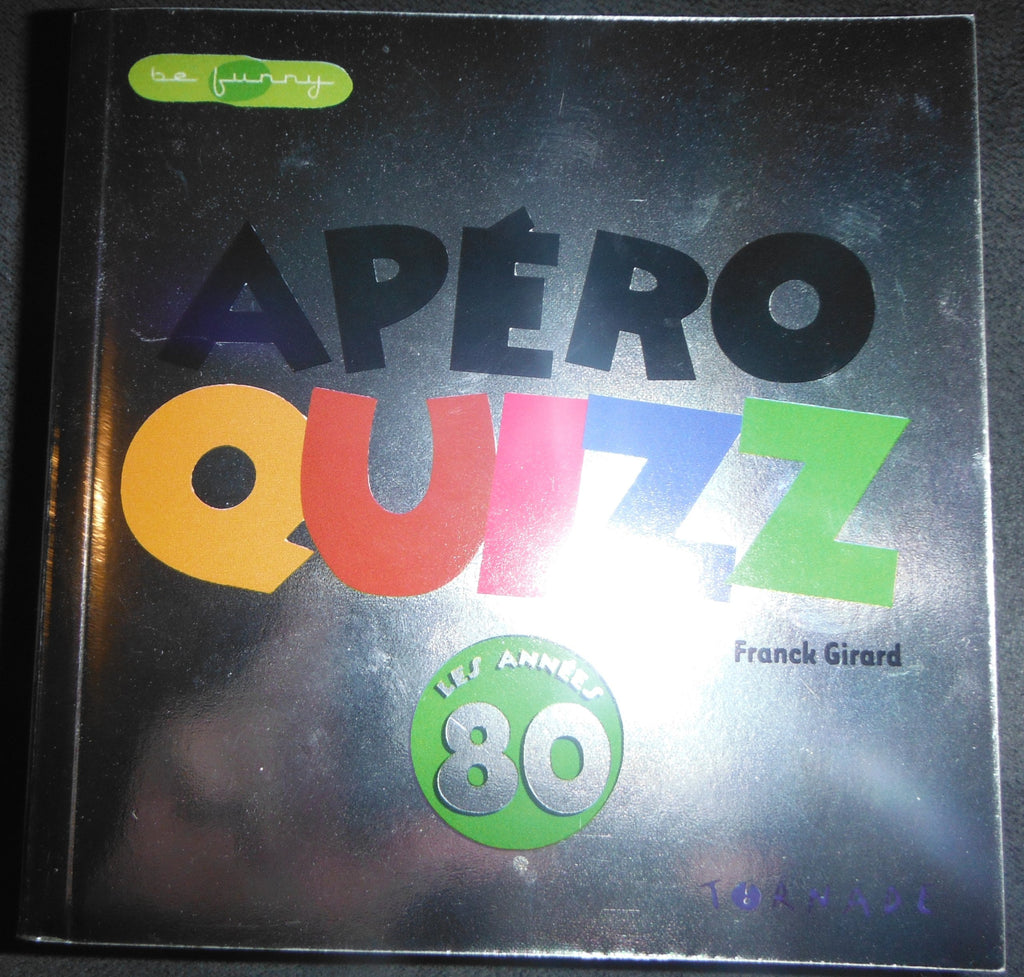 be funny
APÉRO
QUIZZ
Franck Girard
LES ANNÉES
80
TORNADE